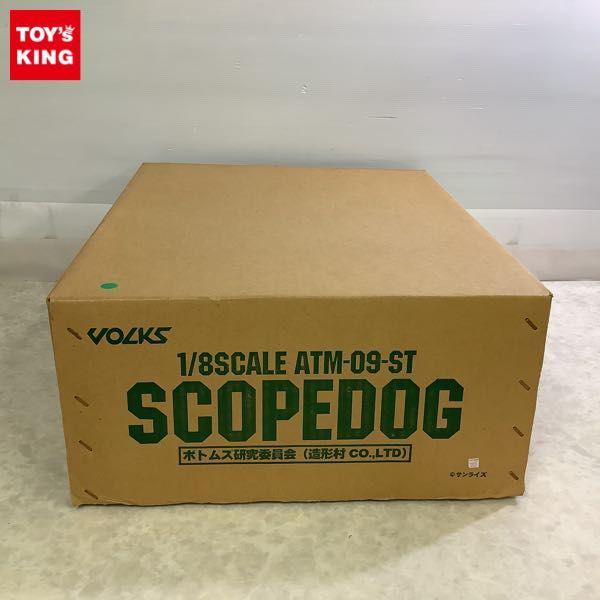 TOY's
KING
VOLKS
1/8SCALE ATM-09-ST
SCOPEDOG
ボトムズ研究委員会（造形村 CO.,LTD）
©サンライズ